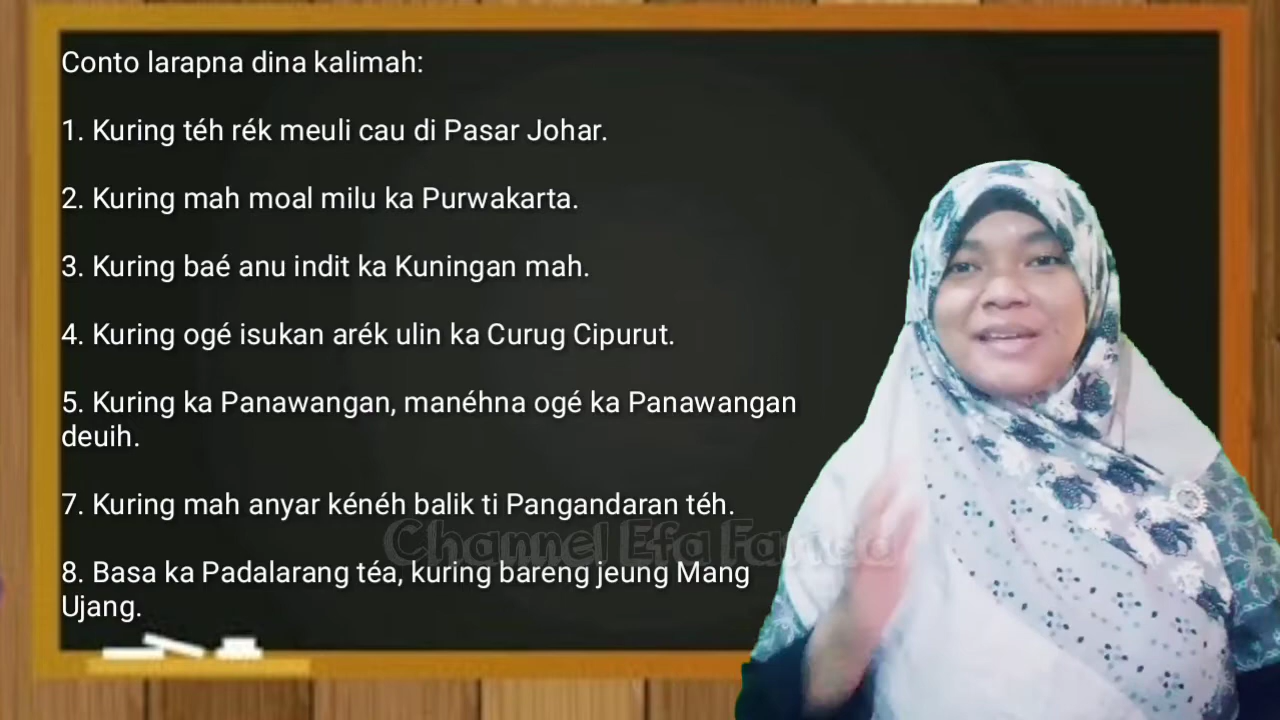 Conto larapna dina kalimah:
1. Kuring téh rék meuli cau di Pasar Johar.
2. Kuring mah moal milu ka Purwakarta.
3. Kuring baé anu indit ka Kuningan mah.
4. Kuring ogé isukan arék ulin ka Curug Cipurut.
5. Kuring ka Panawangan, manéhna ogé ka Panawangan
deuih.
7. Kuring mah anyar kénéh balik ti Pangandaran téh.
Channel Efa Farida
8. Basa ka Padalarang téa, kuring bareng jeung Mang
Ujang.